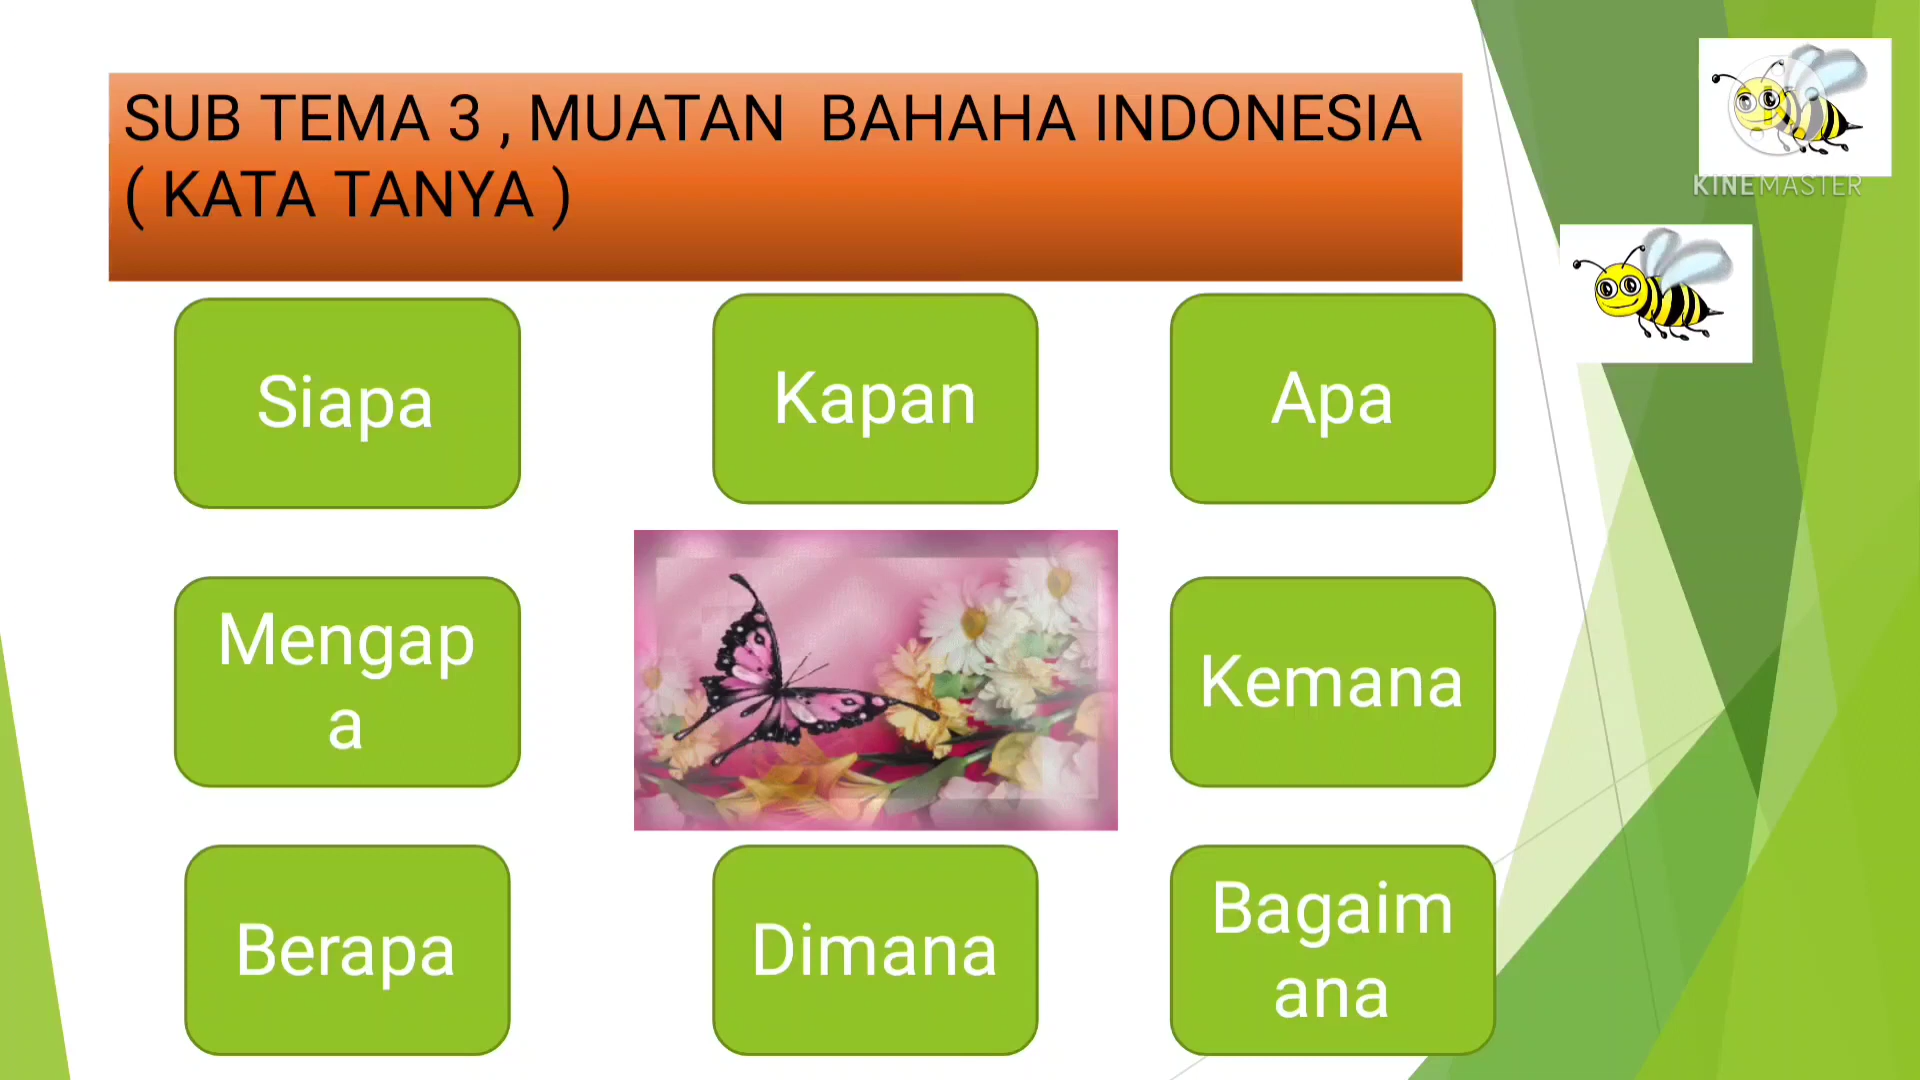 SUB TEMA 3 , MUATAN BAHAHA INDONESIA
( KATA TANYA )
KINEMASTER
Siapa
Kapan
Apa
Mengap
a
Kemana
Berapa
Dimana
Bagaim
ana